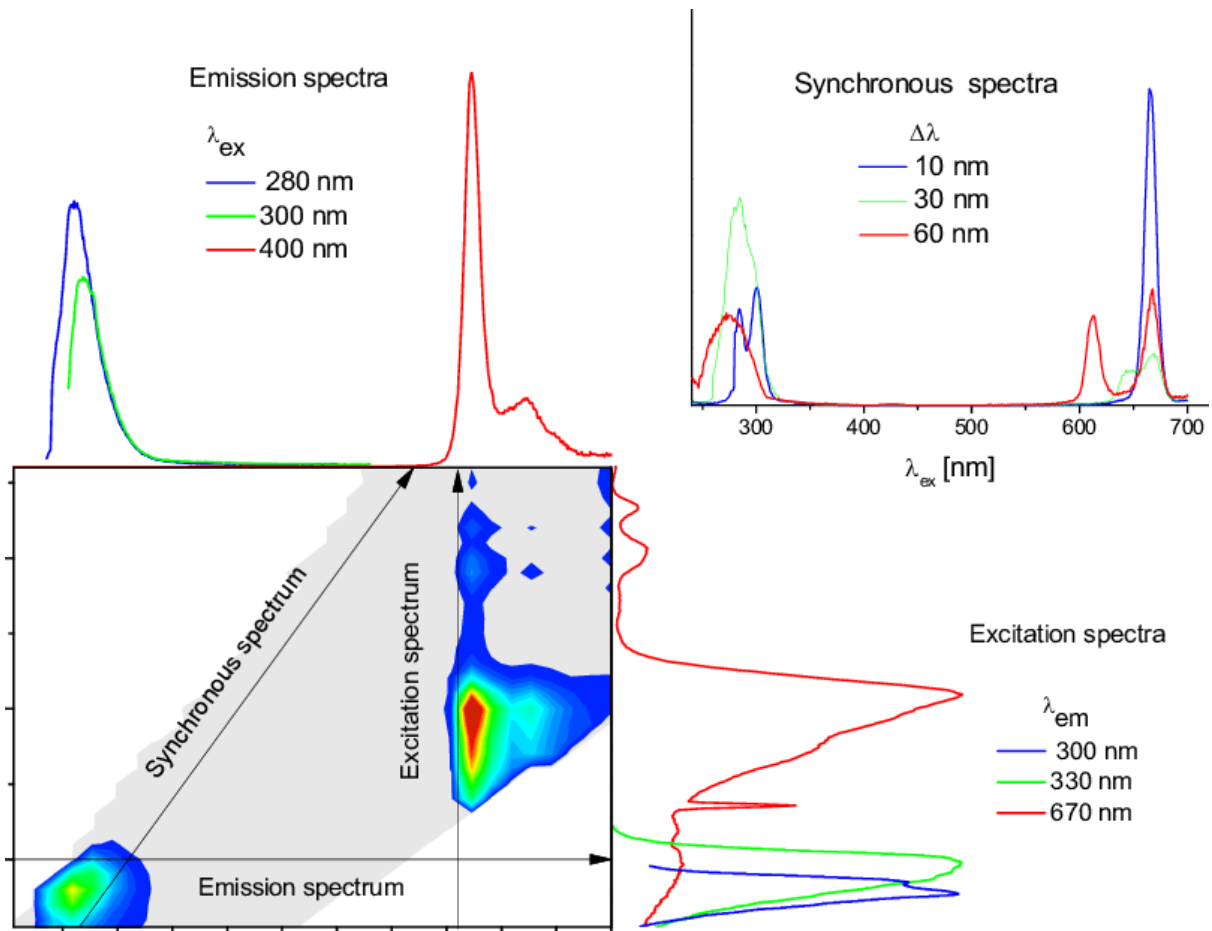 Emission spectra
λex
280 nm
300 nm
400 nm
Synchronous spectra
Δλ
10 nm
30 nm
60 nm
300
400
500
600
700
λex [nm]
Synchronous spectrum
Excitation spectrum
Emission spectrum
Excitation spectra
λem
300 nm
330 nm
670 nm